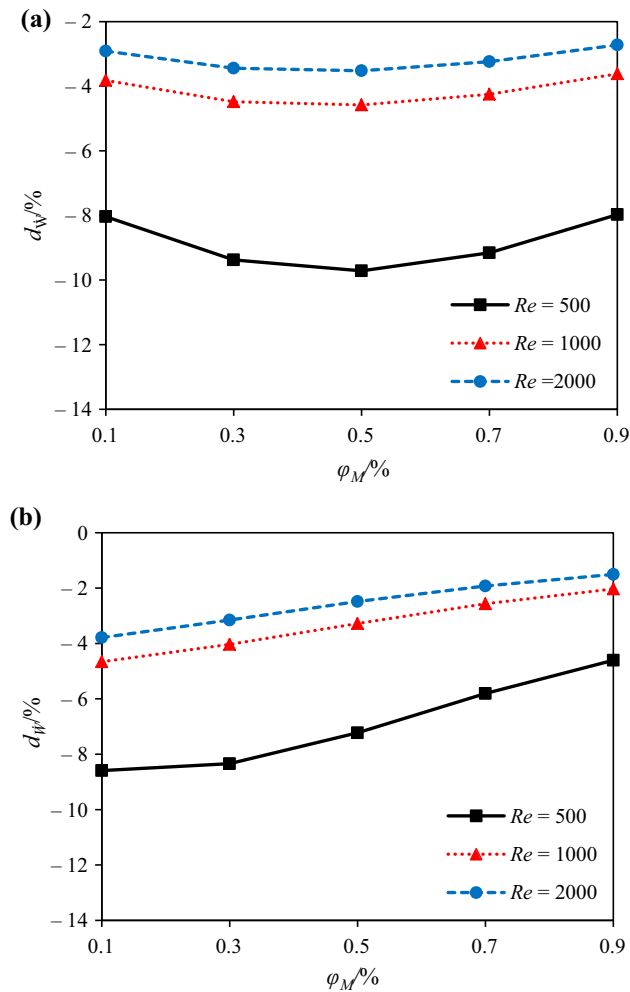 (a)
– 2
– 4
– 6
– 8
– 10
– 12
– 14
d_Ẇ/%
Re = 500
Re = 1000
Re =2000
0.1 0.3 0.5 0.7 0.9
φ_M/%
(b)
0
– 2
– 4
– 6
– 8
– 10
– 12
– 14
d_Ẇ/%
Re = 500
Re = 1000
Re = 2000
0.1 0.3 0.5 0.7 0.9
φ_M/%